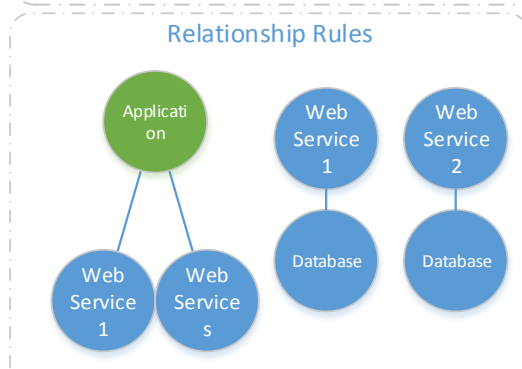 Relationship Rules
Applicati
on
Web
Service
1
Web
Service
s
Web
Service
1
Database
Web
Service
2
Database